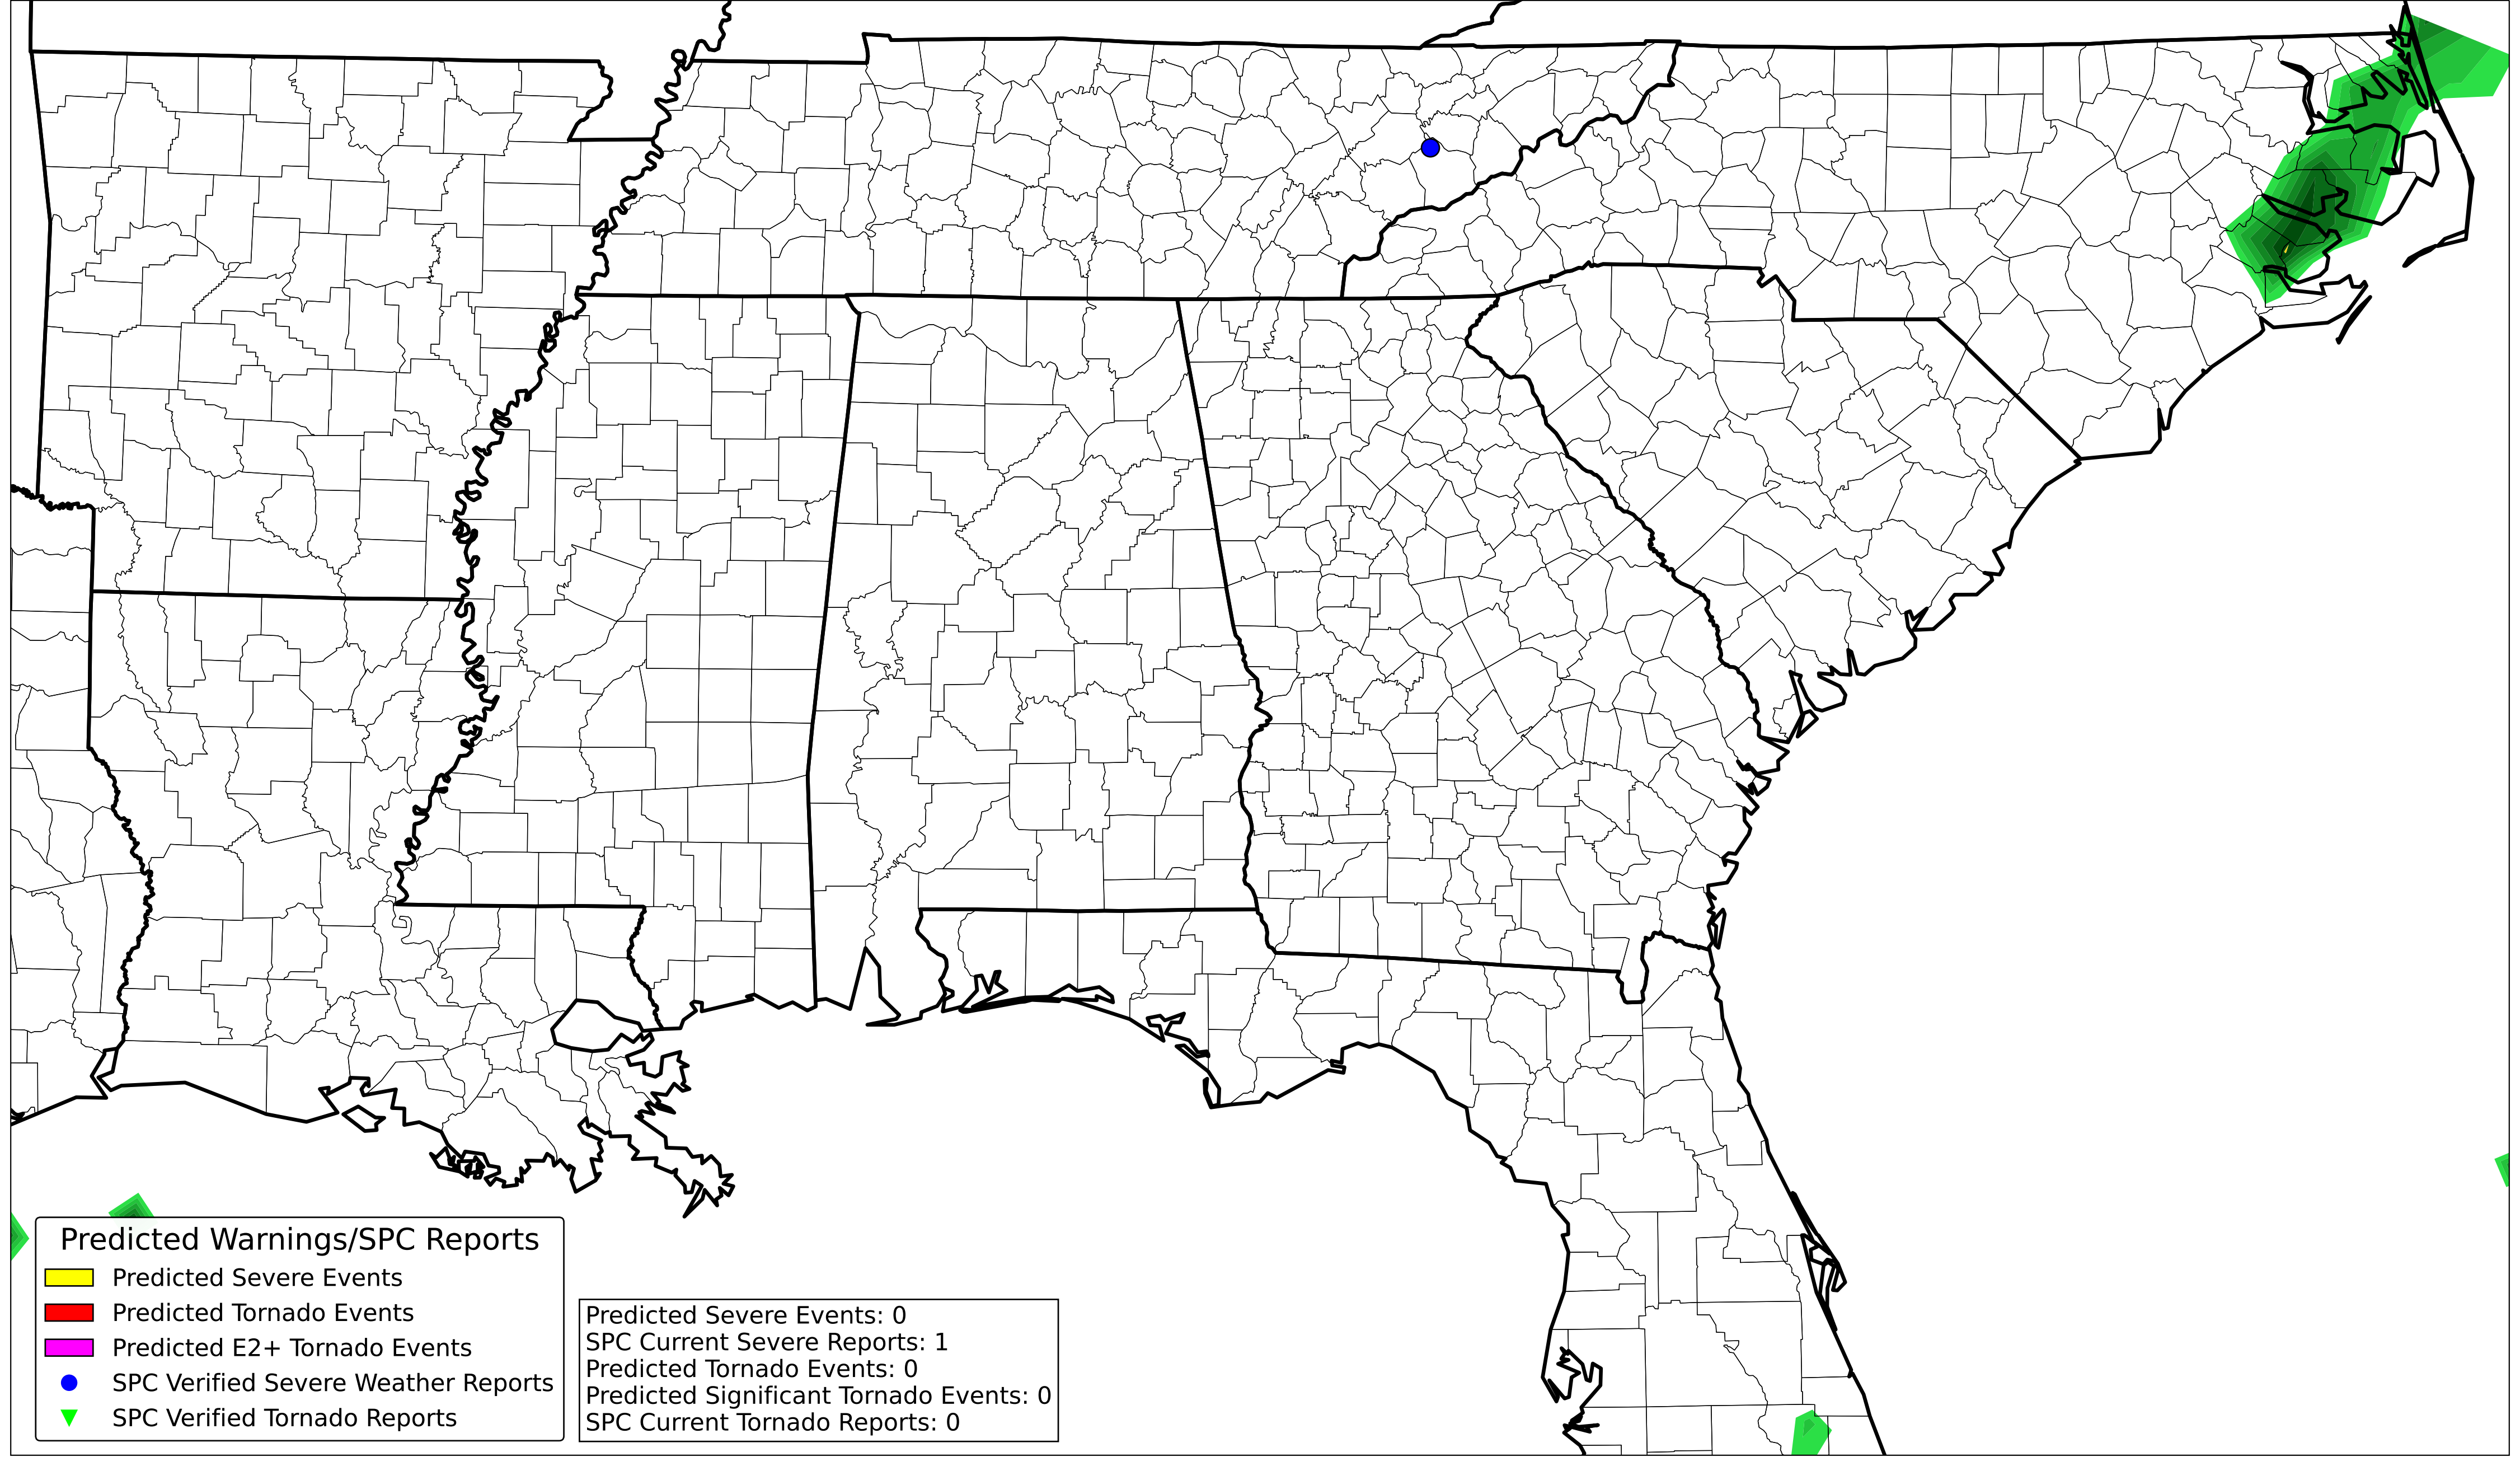 Predicted Warnings/SPC Reports
Predicted Severe Events
Predicted Tornado Events
Predicted E2+ Tornado Events
SPC Verified Severe Weather Reports
SPC Verified Tornado Reports
Predicted Severe Events: 0
SPC Current Severe Reports: 1
Predicted Tornado Events: 0
Predicted Significant Tornado Events: 0
SPC Current Tornado Reports: 0